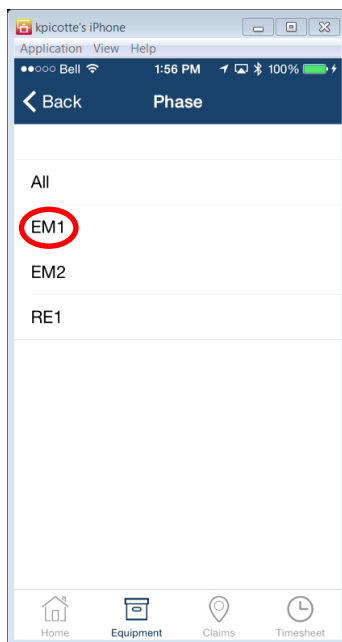 kpicotte's iPhone
Application View Help
Bell 1:56 PM 100%
Back Phase
All
EM1
EM2
RE1
Home Equipment Claims Timesheet